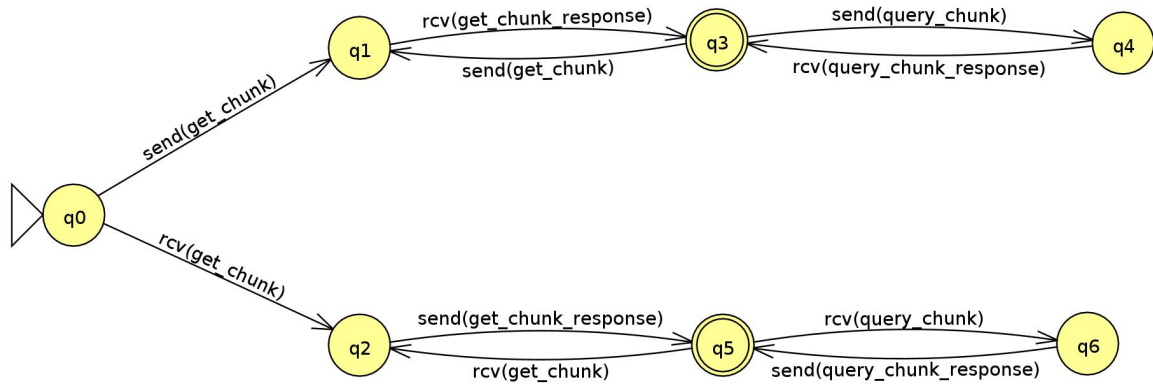 rcv(get_chunk_response)
send(query_chunk)
q1
q3
q4
send(get_chunk)
rcv(query_chunk_response)
send(get_chunk)
q0
rcv(get_chunk)
send(get_chunk_response)
rcv(query_chunk)
q2
q5
q6
rcv(get_chunk)
send(query_chunk_response)